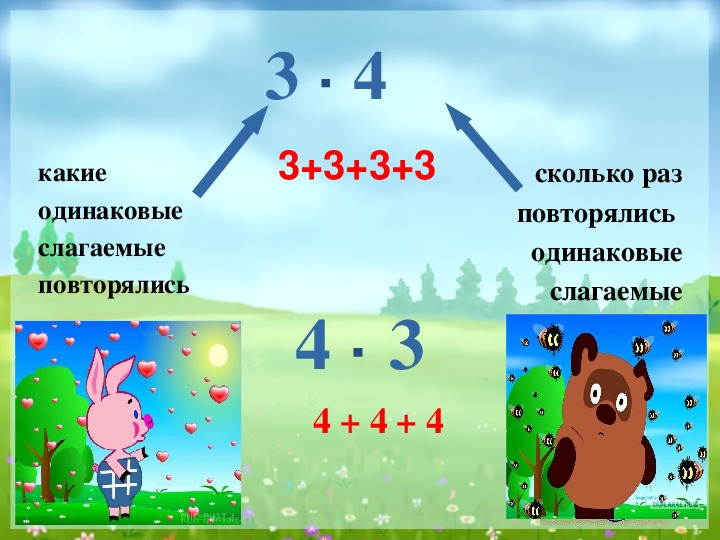 3 · 4
3+3+3+3
какие
одинаковые
слагаемые
повторялись
сколько раз
повторялись
одинаковые
слагаемые
4 · 3
4 + 4 + 4